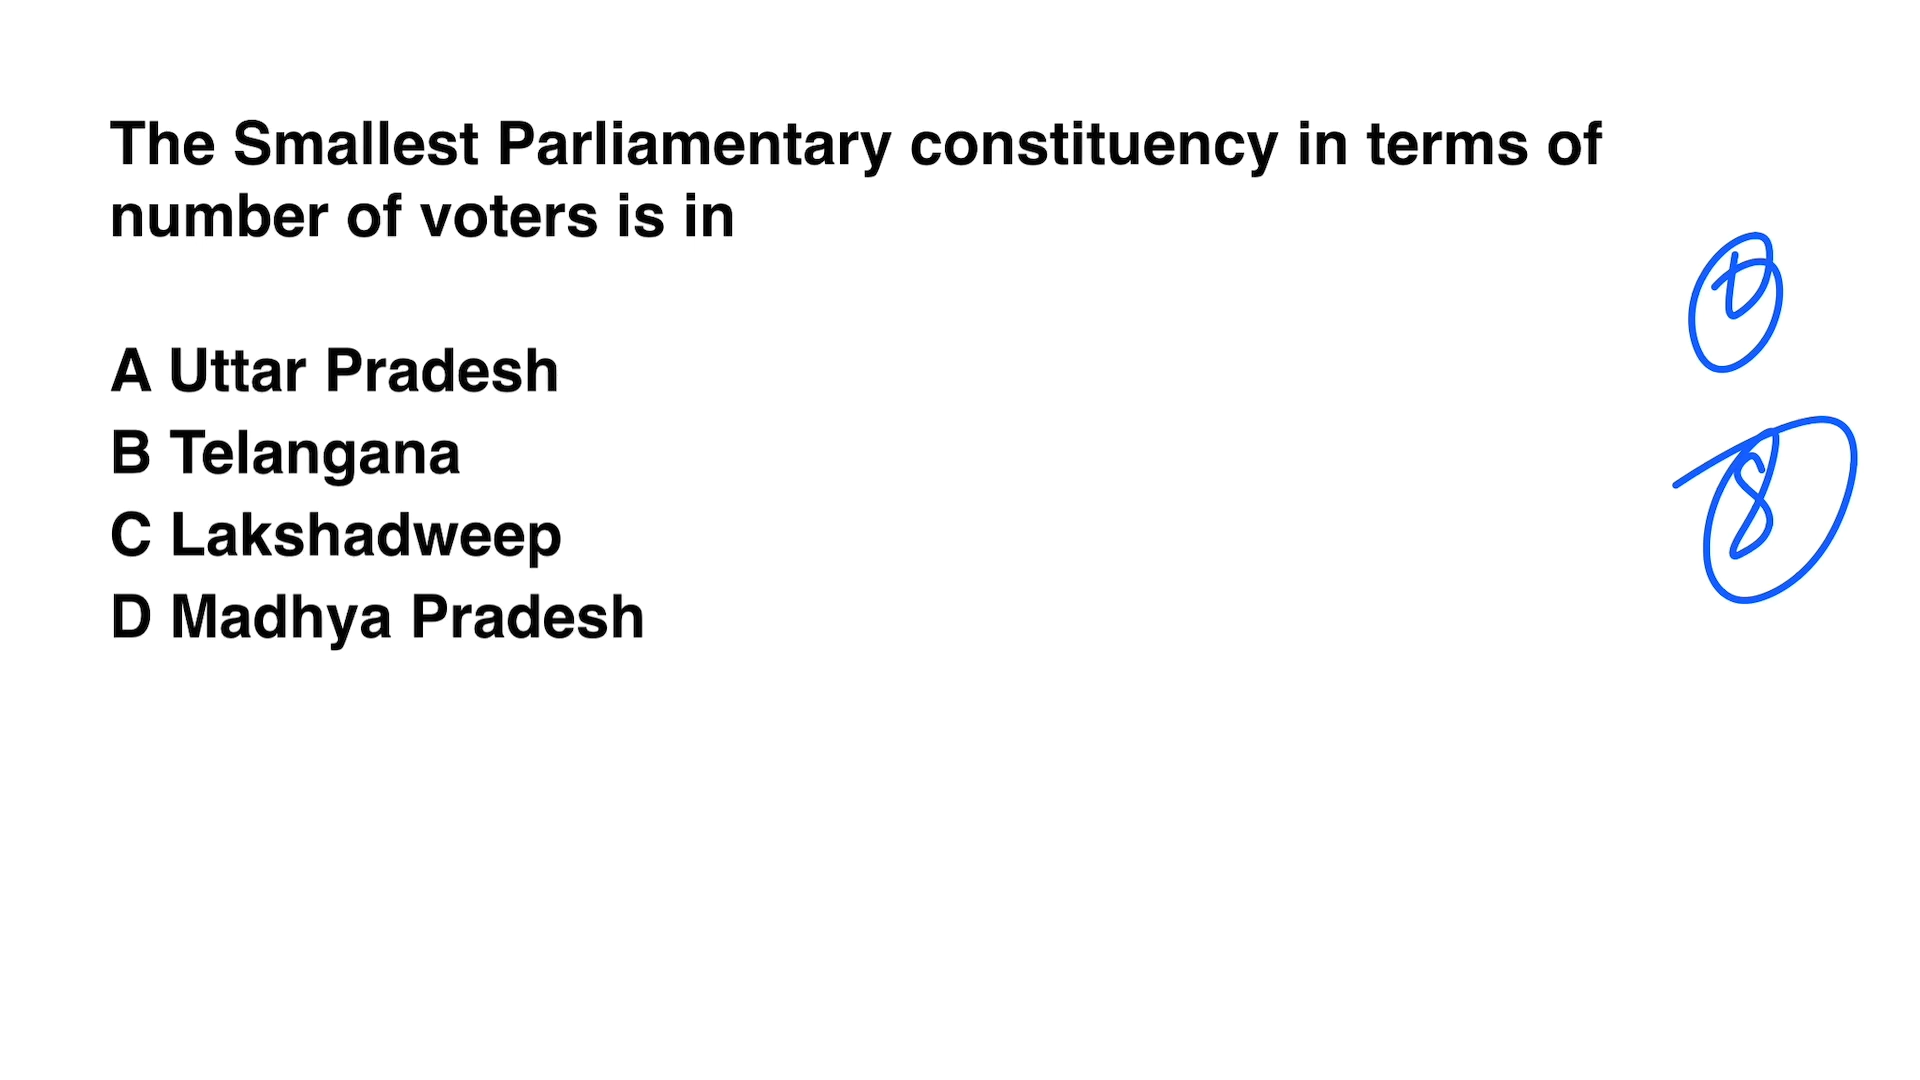 The Smallest Parliamentary constituency in terms of
number of voters is in
A Uttar Pradesh
B Telangana
C Lakshadweep
D Madhya Pradesh